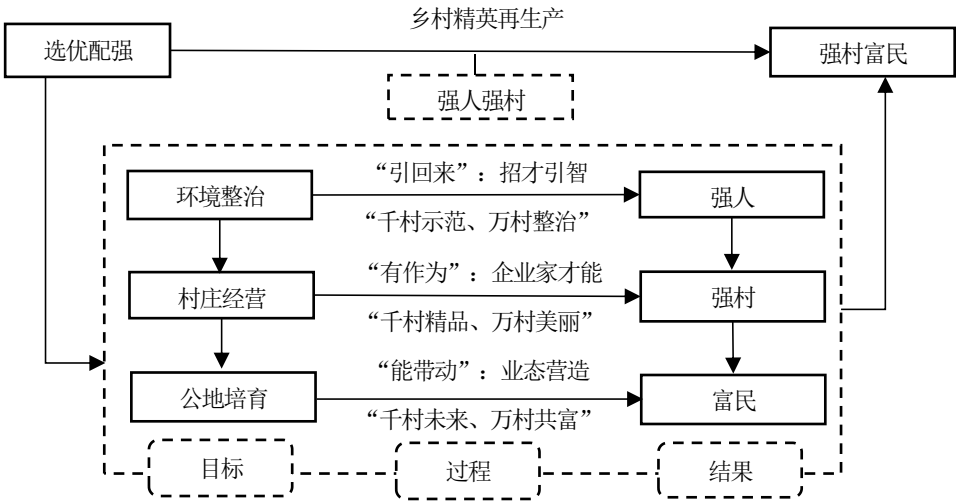 乡村精英再生产
选优配强
强村富民
强人强村
“引回来”：招才引智
环境整治
强人
“千村示范、万村整治”
“有作为”：企业家才能
村庄经营
强村
“千村精品、万村美丽”
“能带动”：业态营造
公地培育
富民
“千村未来、万村共富”
目标
过程
结果